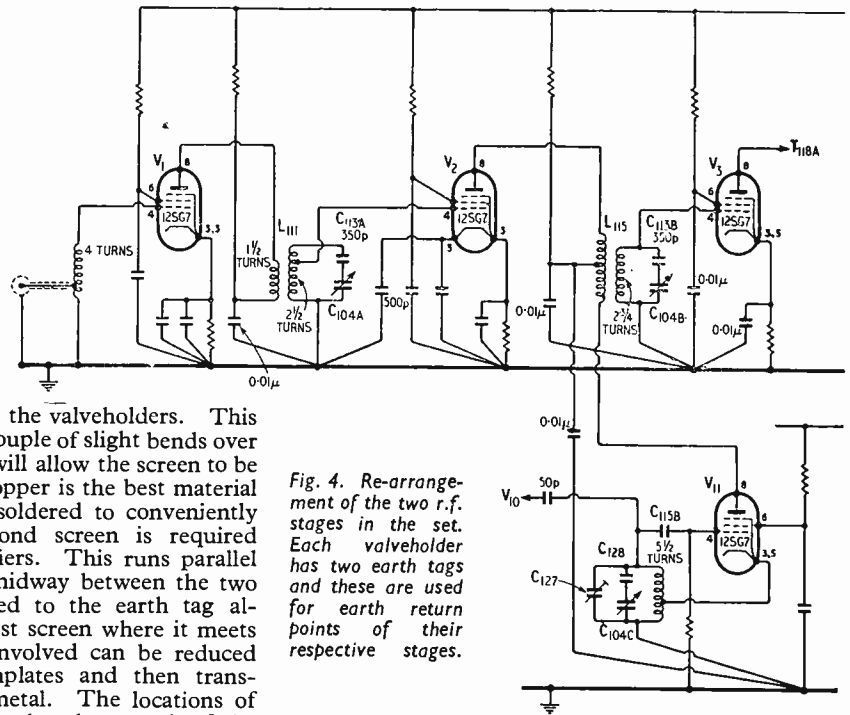 V1
8
6
4
12SG7
3,5
4 TURNS
L111
1½
TURNS
C113A
350p
2½
TURNS
C104A
0·01µ
500p
V2
8
6
4
12SG7
3
5
L115
C113B
350p
2¾
TURNS
C104B
0·01µ
0·01µ
0·01µ
V3
8
6
4
12SG7
3,5
T118A
the valveholders. This
ouple of slight bends over
will allow the screen to be
opper is the best material
soldered to conveniently
ond screen is required
iers. This runs parallel
midway between the two
ed to the earth tag al-
st screen where it meets
nvolved can be reduced
nplates and then trans-
netal. The locations of
Fig. 4. Re-arrange-
ment of the two r.f.
stages in the set.
Each valveholder
has two earth tags
and these are used
for earth return
points of their
respective stages.
0·01µ
V10
50p
C115B
5½
TURNS
C128
C127
C104C
V11
8
6
4
12SG7
3,5